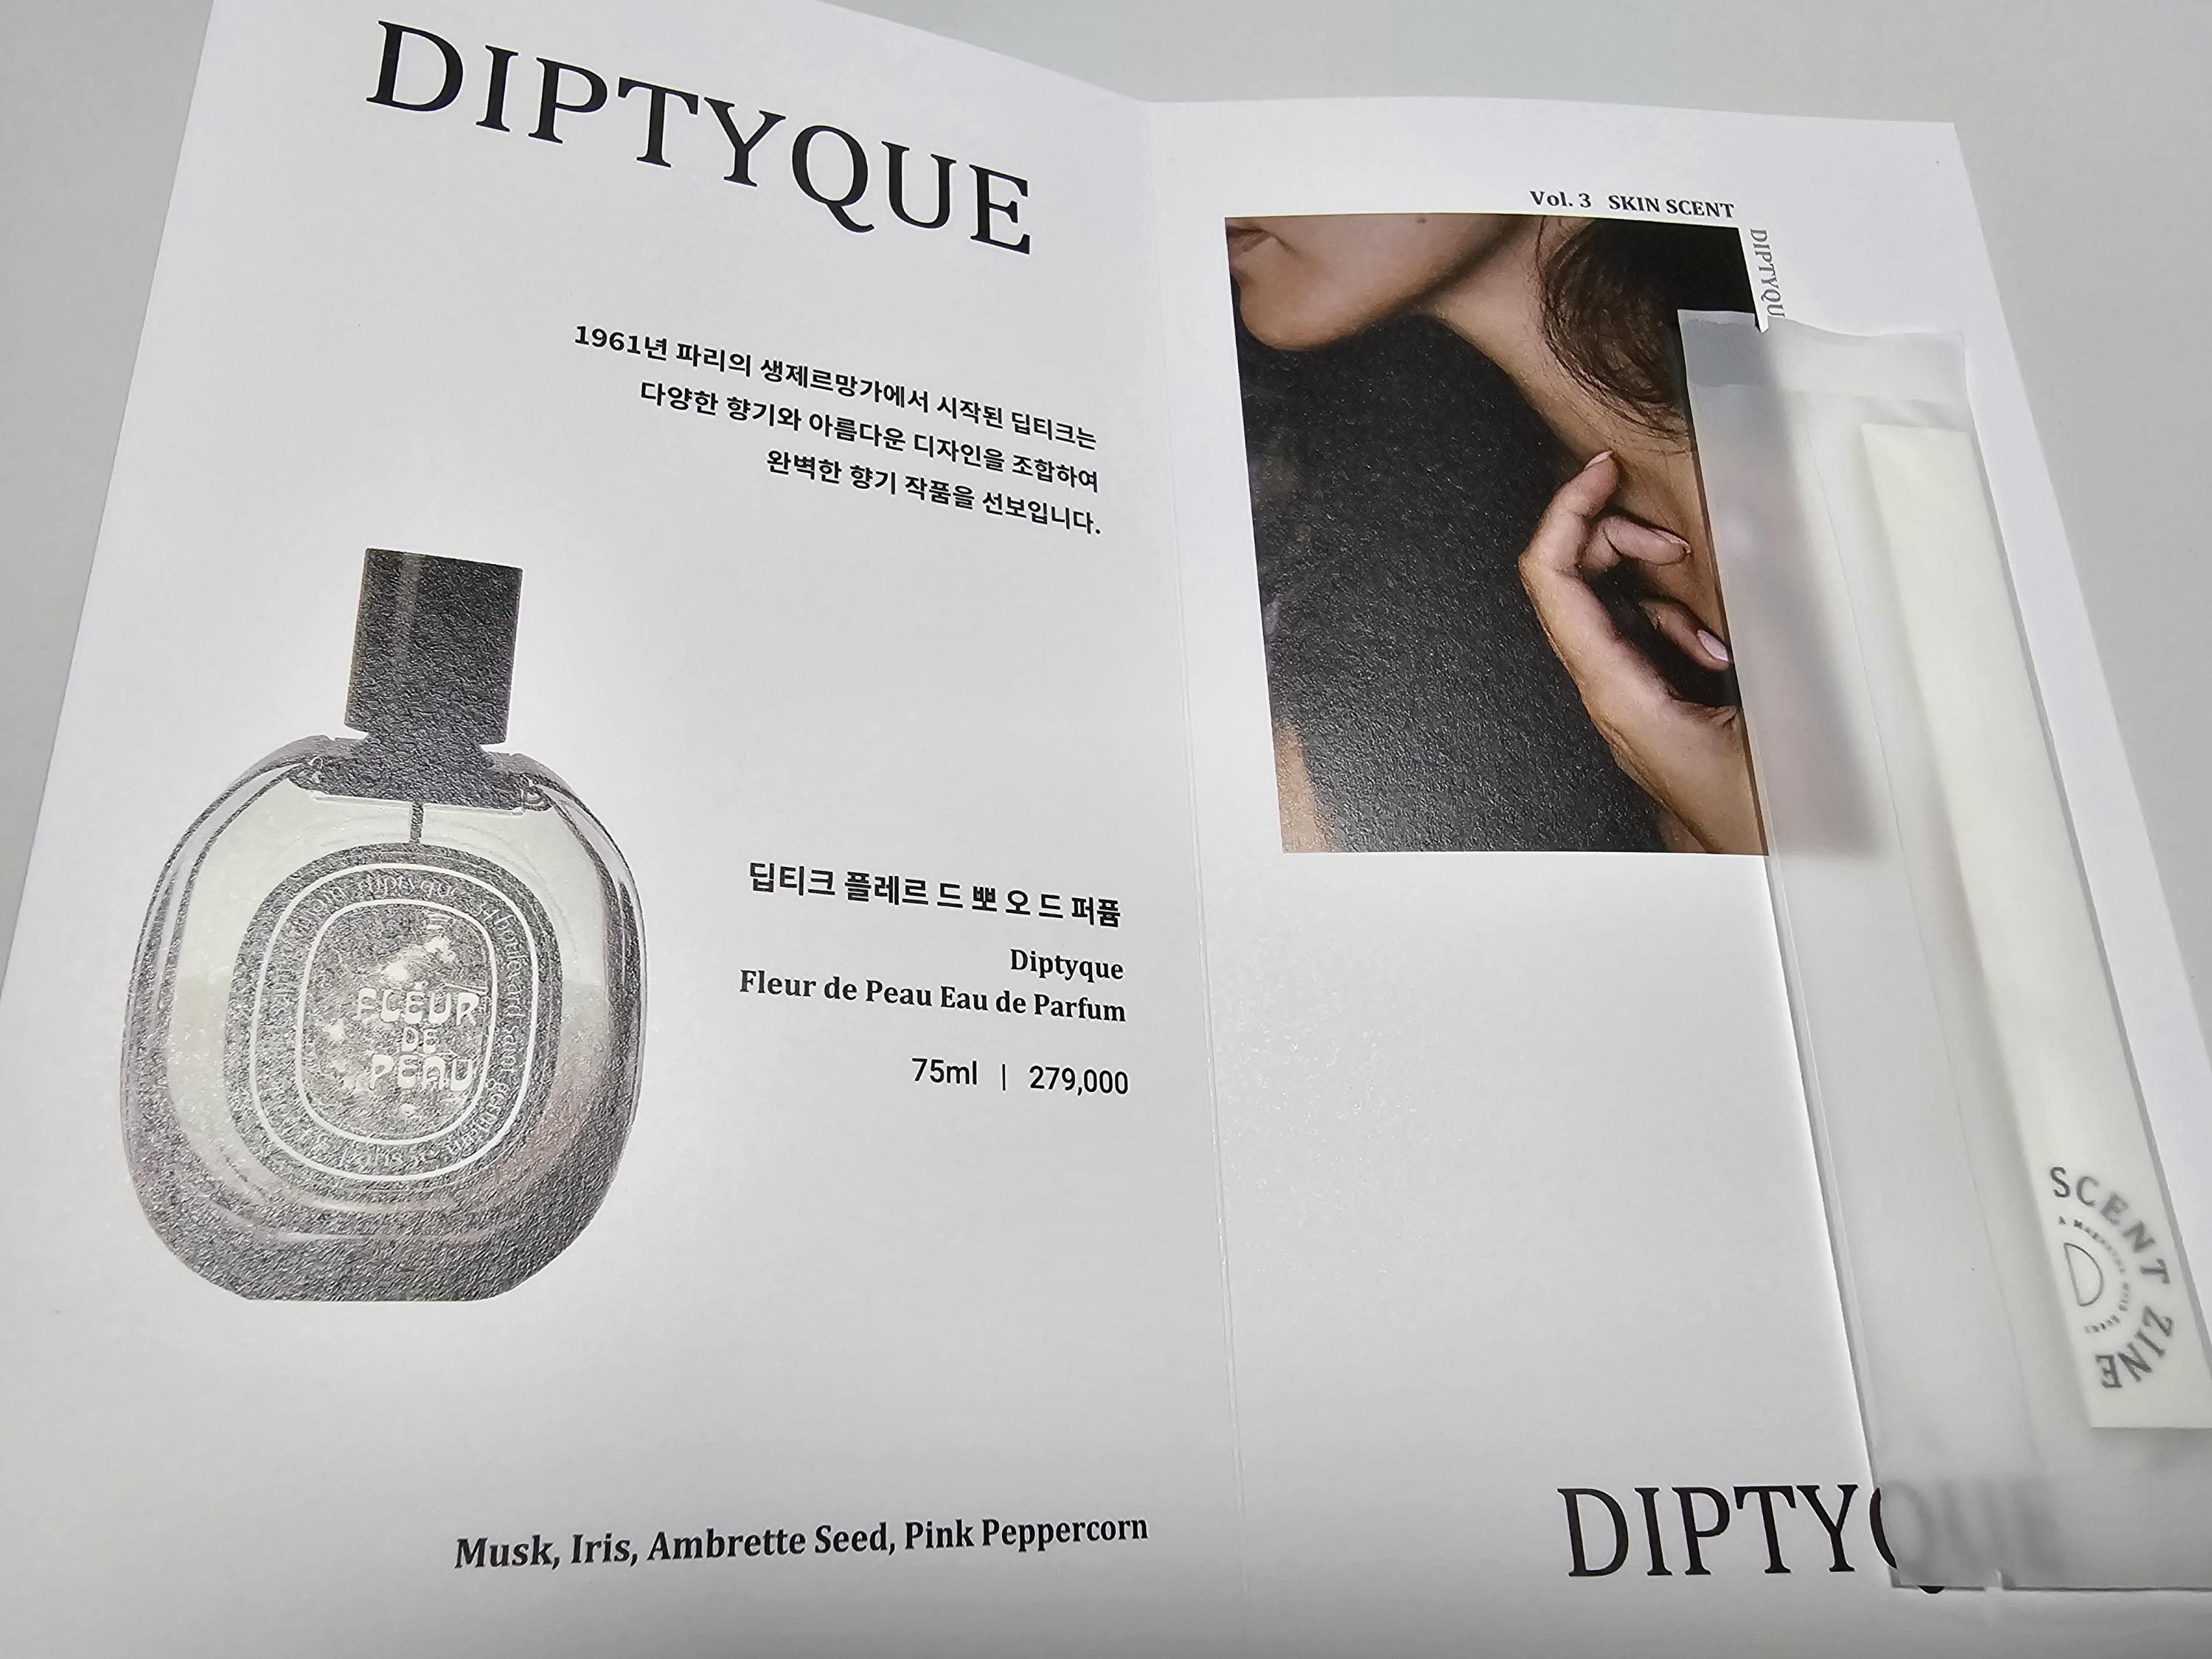 DIPTYQUE
1961년 파리의 생제르망가에서 시작된 딥티크는
다양한 향기와 아름다운 디자인을 조합하여
완벽한 향기 작품을 선보입니다.
FLEUR
DE
PEAU
딥티크 플레르 드 뽀 오 드 퍼퓸
Diptyque
Fleur de Peau Eau de Parfum
75ml | 279,000
Musk, Iris, Ambrette Seed, Pink Peppercorn
Vol. 3 SKIN SCENT
DIPTYQU
SCENT ZINE
D
DIPTYQU